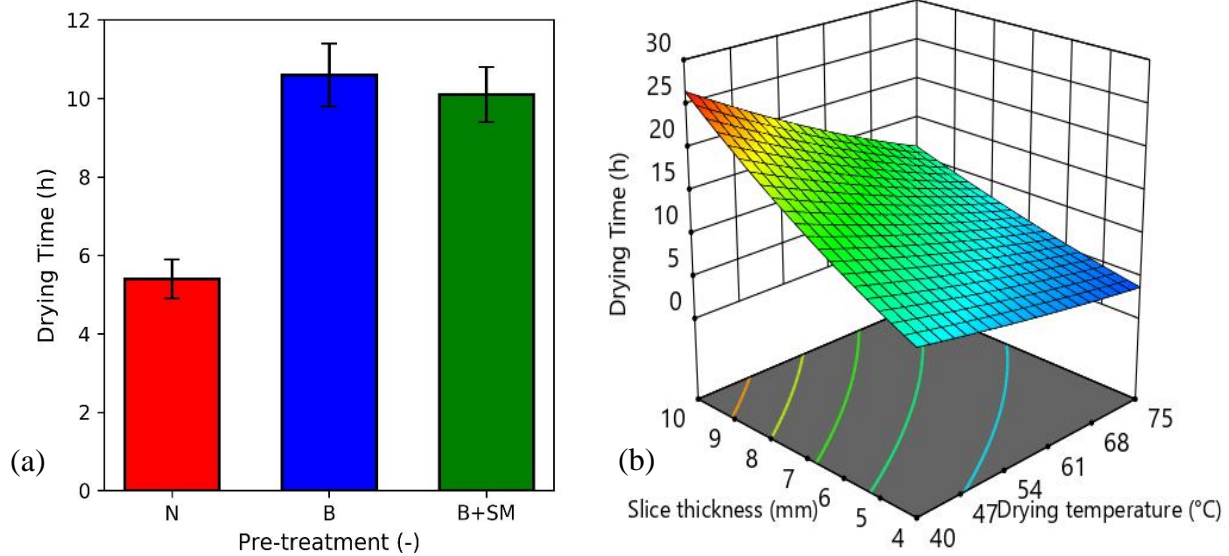 12
10
8
6
4
2
0
Drying Time (h)
N
B
B+SM
Pre-treatment (-)
(a)
30
25
20
15
10
5
0
Drying Time (h)
10
9
8
7
6
5
4
Slice thickness (mm)
40
47
54
61
68
75
Drying temperature (°C)
(b)